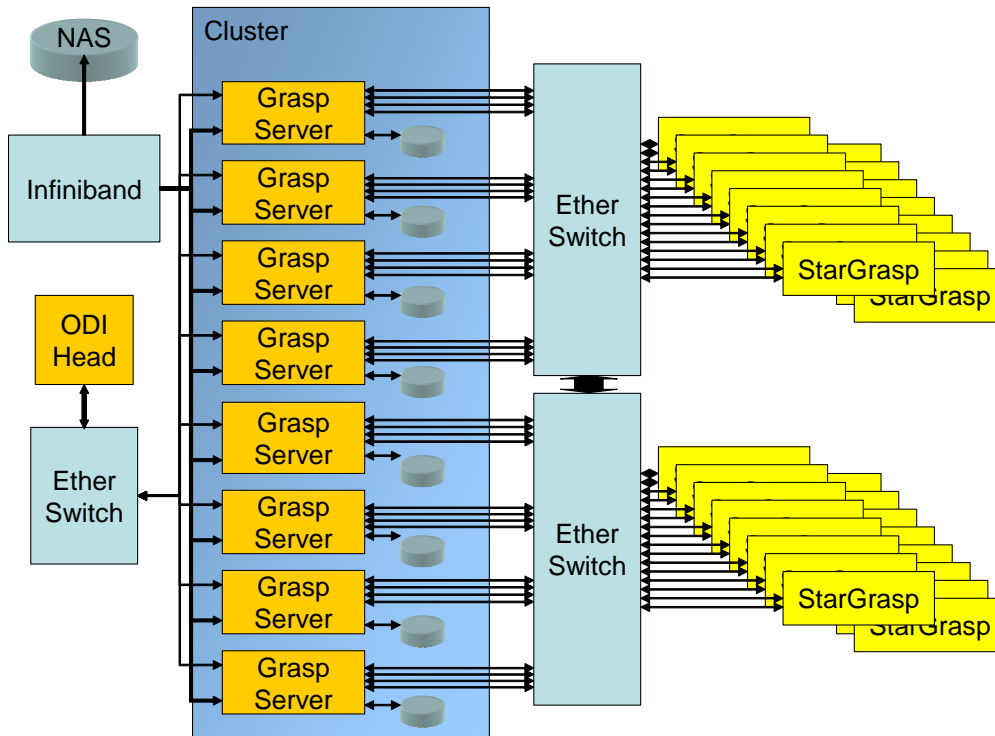 NAS
Cluster
Infiniband
ODI
Head
Ether
Switch
Grasp
Server
Grasp
Server
Grasp
Server
Grasp
Server
Grasp
Server
Grasp
Server
Grasp
Server
Grasp
Server
Ether
Switch
StarGrasp
StarGrasp
Ether
Switch
StarGrasp
StarGrasp